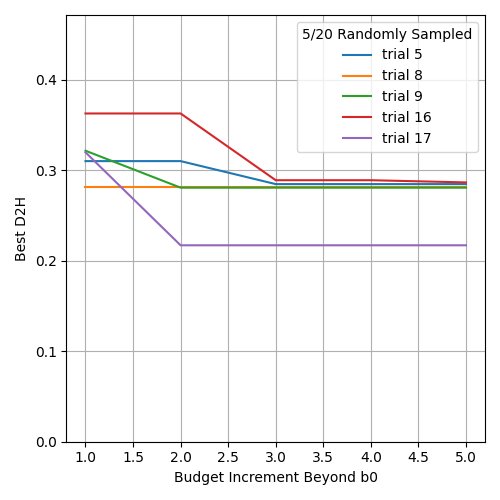 5/20 Randomly Sampled
trial 5
trial 8
trial 9
trial 16
trial 17
Best D2H
0.4
0.3
0.2
0.1
0.0
1.0 1.5 2.0 2.5 3.0 3.5 4.0 4.5 5.0
Budget Increment Beyond b0